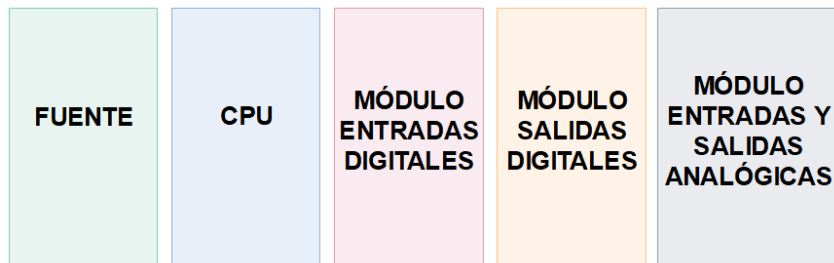 FUENTE
CPU
MÓDULO
ENTRADAS
DIGITALES
MÓDULO
SALIDAS
DIGITALES
MÓDULO
ENTRADAS Y
SALIDAS
ANALÓGICAS